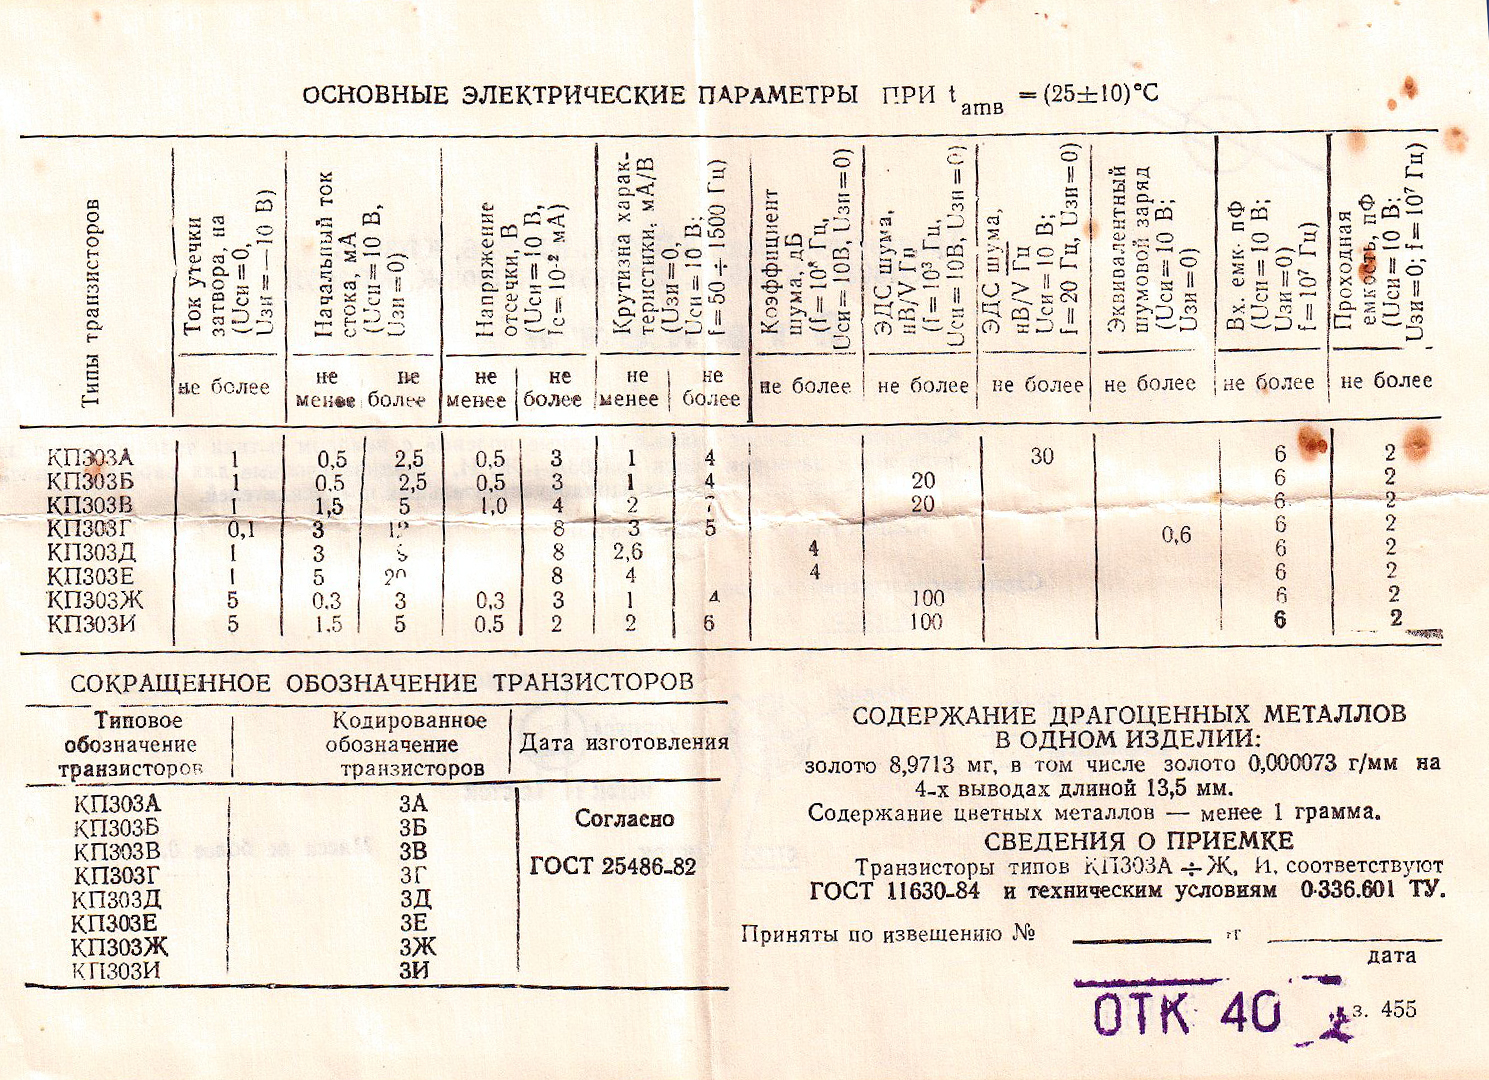 ОСНОВНЫЕ ЭЛЕКТРИЧЕСКИЕ ПАРАМЕТРЫ ПРИ t атв = (25±10)°С
Типы транзисторов
Ток утечки затвора, на (Uси=0, Uзи=—10 В)
Начальный ток стока, мА (Uси=10 В, Uзи=0)
Напряжение отсечки, В (Uси=10 В, Iс=10-² мА)
Крутизна харак-теристики, мА/В (Uзи=0, Uси=10 В; f=50÷1500 Гц)
Коэффициент шума, дБ (f=10⁸ Гц, Uси=10В, Uзи=0)
ЭДС шума, нВ/√Гц (f=10³ Гц, Uси=10В, Uзи=0)
ЭДС шума, нВ/√Гц Uси=10 В; f=20 Гц, Uзи=0)
Эквивалентный шумовой заряд (Uси=10 В; Uзи=0)
Вх. емк. пФ (Uси=10 В; Uзи=0) f=10⁷ Гц)
Проходная емкость, пФ (Uси=10 В; Uзи=0; f=10⁷ Гц)
не более не менее не более не менее не более не менее не более не более не более не более не более не более не более
КП303А 1 0,5 2,5 0,5 3 1 4 30 6 2
КП303Б 1 0.5 2,5 0,5 3 1 4 20 6 2
КП303В 1 1,5 5 1,0 4 2 20 6 2
КП303Г 0,1 3 8 3 5 0,6 6 2
КП303Д 1 3 8 2,6 4 6 2
КП303Е 1 5 8 4 4 6 2
КП303Ж 5 0.3 3 0,3 3 1 4 100 6 2
КП303И 5 1.5 5 0.5 2 2 6 100 6 2
СОКРАЩЕННОЕ ОБОЗНАЧЕНИЕ ТРАНЗИСТОРОВ
Типовое обозначение транзисторов
Кодированное обозначение транзисторов
Дата изготовления
КП303А 3А
КП303Б 3Б
КП303В 3В
КП303Г 3Г
КП303Д 3Д
КП303Е 3Е
КП303Ж 3Ж
КП303И 3И
Согласно
ГОСТ 25486-82
СОДЕРЖАНИЕ ДРАГОЦЕННЫХ МЕТАЛЛОВ
В ОДНОМ ИЗДЕЛИИ:
золото 8,9713 мг, в том числе золото 0,000073 г/мм на
4-х выводах длиной 13,5 мм.
Содержание цветных металлов — менее 1 грамма.
СВЕДЕНИЯ О ПРИЕМКЕ
Транзисторы типов КП303А÷Ж, И, соответствуют
ГОСТ 11630-84 и техническим условиям 0·336.601 ТУ.
Приняты по извещению № от
дата
ОТК 40
з. 455